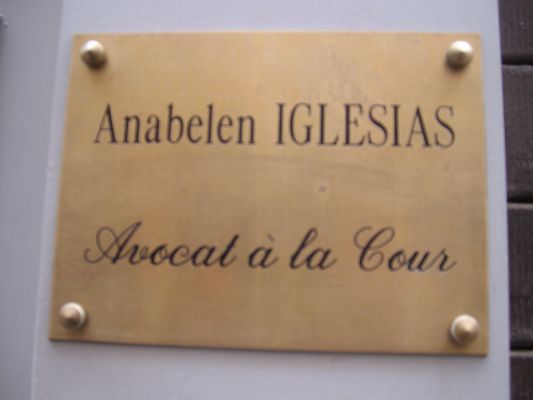 Anabelen IGLESIAS
Avocat à la Cour